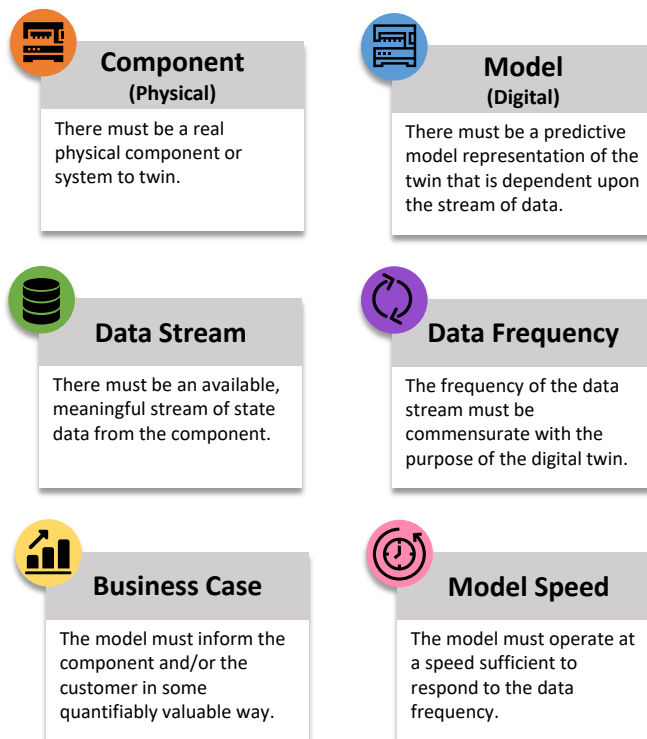 Component
(Physical)
There must be a real
physical component or
system to twin.
Model
(Digital)
There must be a predictive
model representation of the
twin that is dependent upon
the stream of data.
Data Stream
There must be an available,
meaningful stream of state
data from the component.
Data Frequency
The frequency of the data
stream must be
commensurate with the
purpose of the digital twin.
Business Case
The model must inform the
component and/or the
customer in some
quantifiably valuable way.
Model Speed
The model must operate at
a speed sufficient to
respond to the data
frequency.